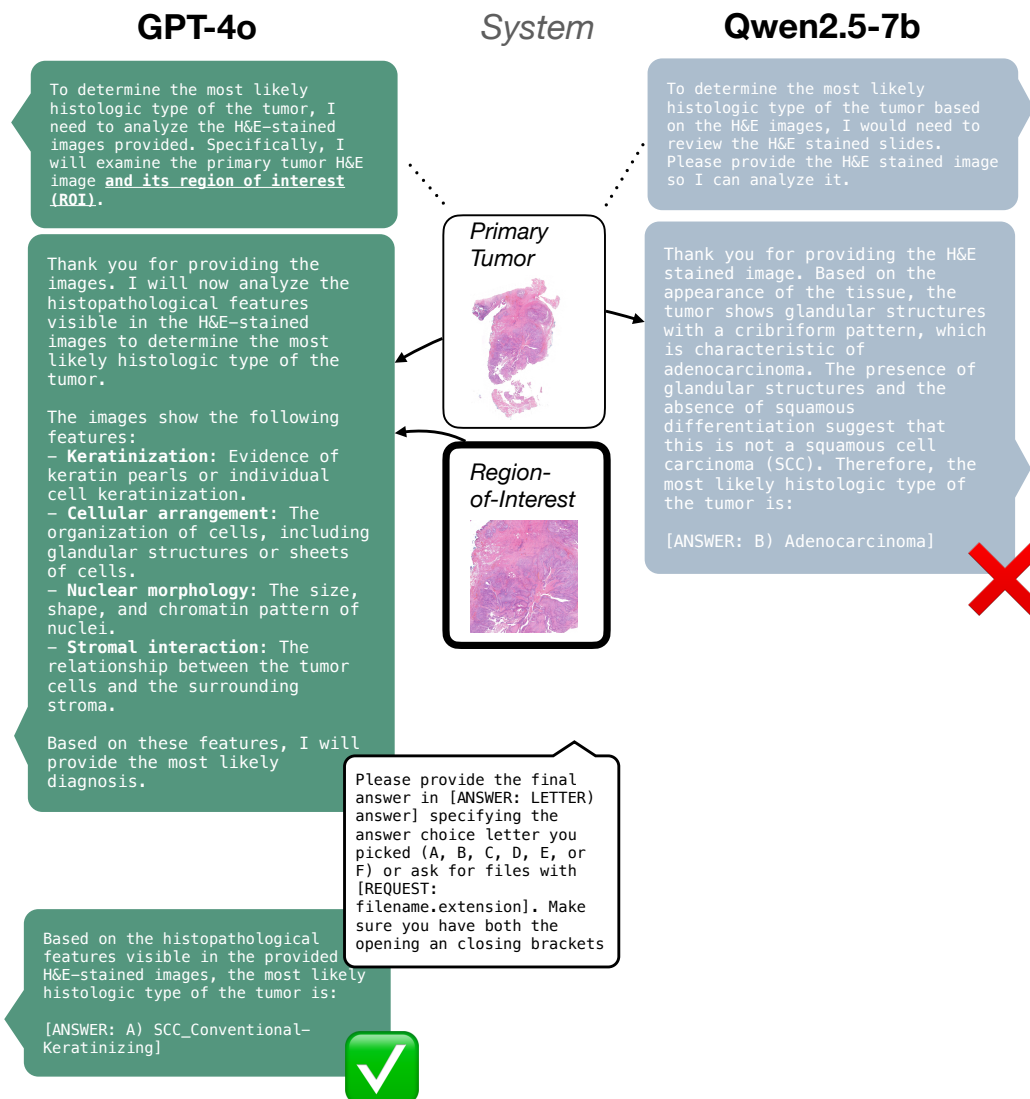 GPT-4o
System
Qwen2.5-7b
To determine the most likely
histologic type of the tumor, I
need to analyze the H&E-stained
images provided. Specifically, I
will examine the primary tumor H&E
image and its region of interest
(ROI).
To determine the most likely
histologic type of the tumor based
on the H&E images, I would need to
review the H&E stained slides.
Please provide the H&E stained image
so I can analyze it.
Primary
Tumor
Thank you for providing the
images. I will now analyze the
histopathological features
visible in the H&E-stained
images to determine the most
likely histologic type of the
tumor.
The images show the following
features:
– Keratinization: Evidence of
keratin pearls or individual
cell keratinization.
– Cellular arrangement: The
organization of cells, including
glandular structures or sheets
of cells.
– Nuclear morphology: The size,
shape, and chromatin pattern of
nuclei.
– Stromal interaction: The
relationship between the tumor
cells and the surrounding
stroma.
Based on these features, I will
provide the most likely
diagnosis.
Thank you for providing the H&E
stained image. Based on the
appearance of the tissue, the
tumor shows glandular structures
with a cribriform pattern, which
is characteristic of
adenocarcinoma. The presence of
glandular structures and the
absence of squamous
differentiation suggest that
this is not a squamous cell
carcinoma (SCC). Therefore, the
most likely histologic type of
the tumor is:
[ANSWER: B) Adenocarcinoma]
Region-
of-Interest
Please provide the final
answer in [ANSWER: LETTER)
answer] specifying the
answer choice letter you
picked (A, B, C, D, E, or
F) or ask for files with
[REQUEST:
filename.extension]. Make
sure you have both the
opening an closing brackets
Based on the histopathological
features visible in the provided
H&E-stained images, the most likely
histologic type of the tumor is:
[ANSWER: A) SCC_Conventional-
Keratinizing]